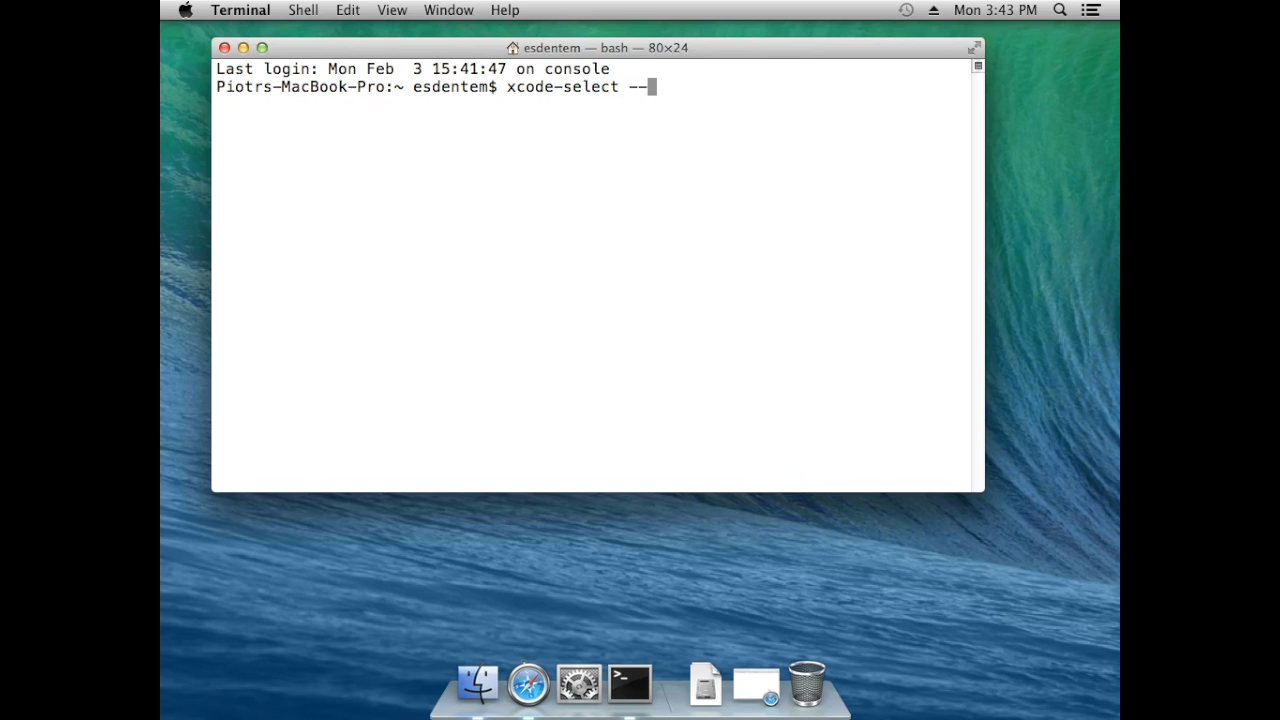 Terminal Shell Edit View Window Help Mon 3:43 PM
esdentem — bash — 80×24
Last login: Mon Feb  3 15:41:47 on console
Piotrs-MacBook-Pro:~ esdentem$ xcode-select --
>_